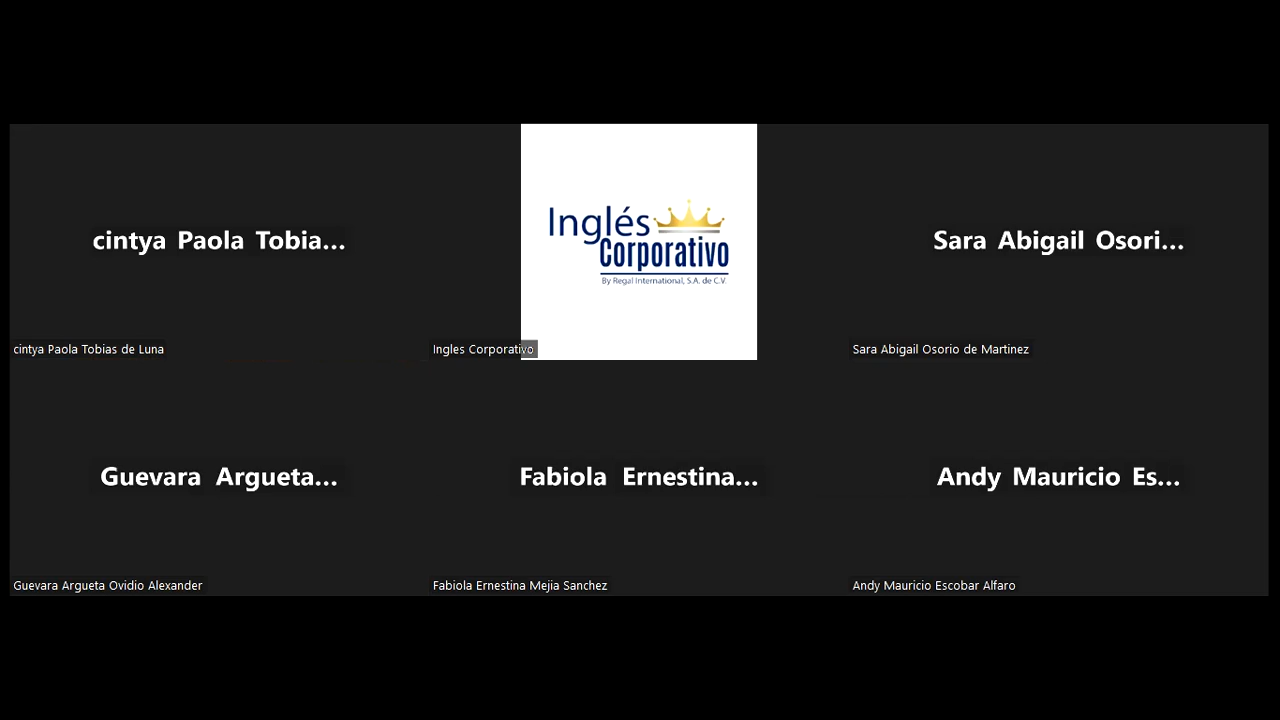 cintya Paola Tobia...
cintya Paola Tobias de Luna
Inglés
Corporativo
By Regal International, S.A. de C.V.
Ingles Corporativo
Sara Abigail Osori...
Sara Abigail Osorio de Martinez
Guevara Argueta...
Guevara Argueta Ovidio Alexander
Fabiola Ernestina...
Fabiola Ernestina Mejia Sanchez
Andy Mauricio Es...
Andy Mauricio Escobar Alfaro